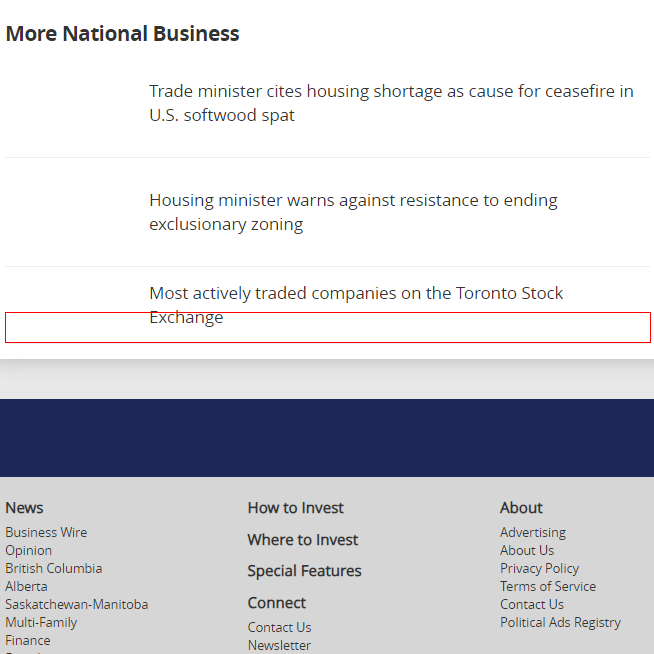 More National Business
Trade minister cites housing shortage as cause for ceasefire in
U.S. softwood spat
Housing minister warns against resistance to ending
exclusionary zoning
Most actively traded companies on the Toronto Stock
Exchange
News
Business Wire
Opinion
British Columbia
Alberta
Saskatchewan-Manitoba
Multi-Family
Finance
How to Invest
Where to Invest
Special Features
Connect
Contact Us
Newsletter
About
Advertising
About Us
Privacy Policy
Terms of Service
Contact Us
Political Ads Registry